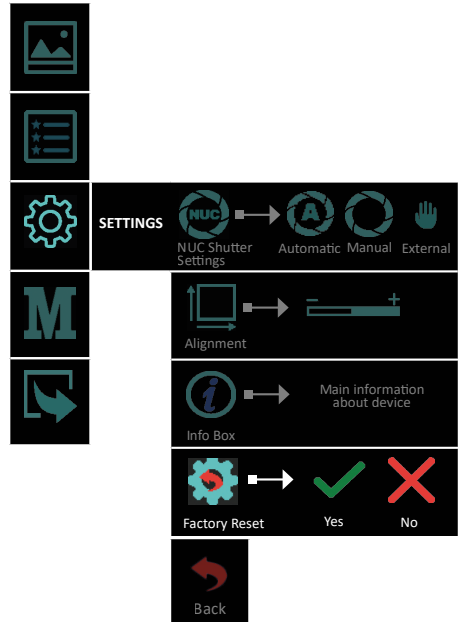 SETTINGS
NUC
A
NUC Shutter
Settings
Automatic
Manual
External
- +
Alignment
i
Info Box
Main information
about device
Factory Reset
Yes
No
M
Back